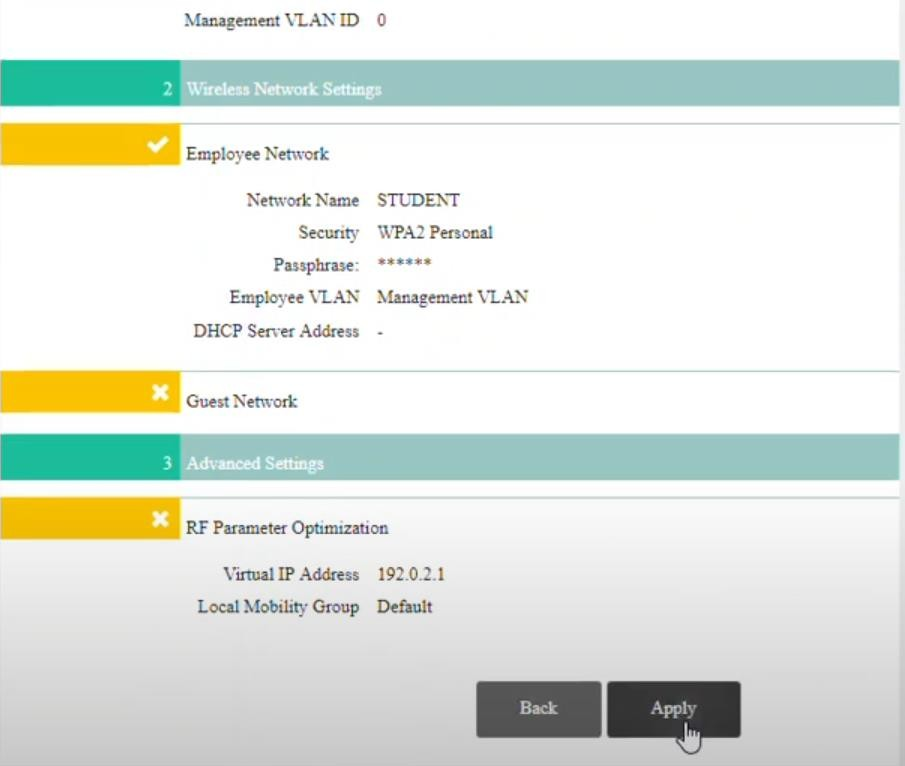 Management VLAN ID 0
2 Wireless Network Settings
Employee Network
Network Name STUDENT
Security WPA2 Personal
Passphrase: ******
Employee VLAN Management VLAN
DHCP Server Address -
Guest Network
3 Advanced Settings
RF Parameter Optimization
Virtual IP Address 192.0.2.1
Local Mobility Group Default
Back Apply